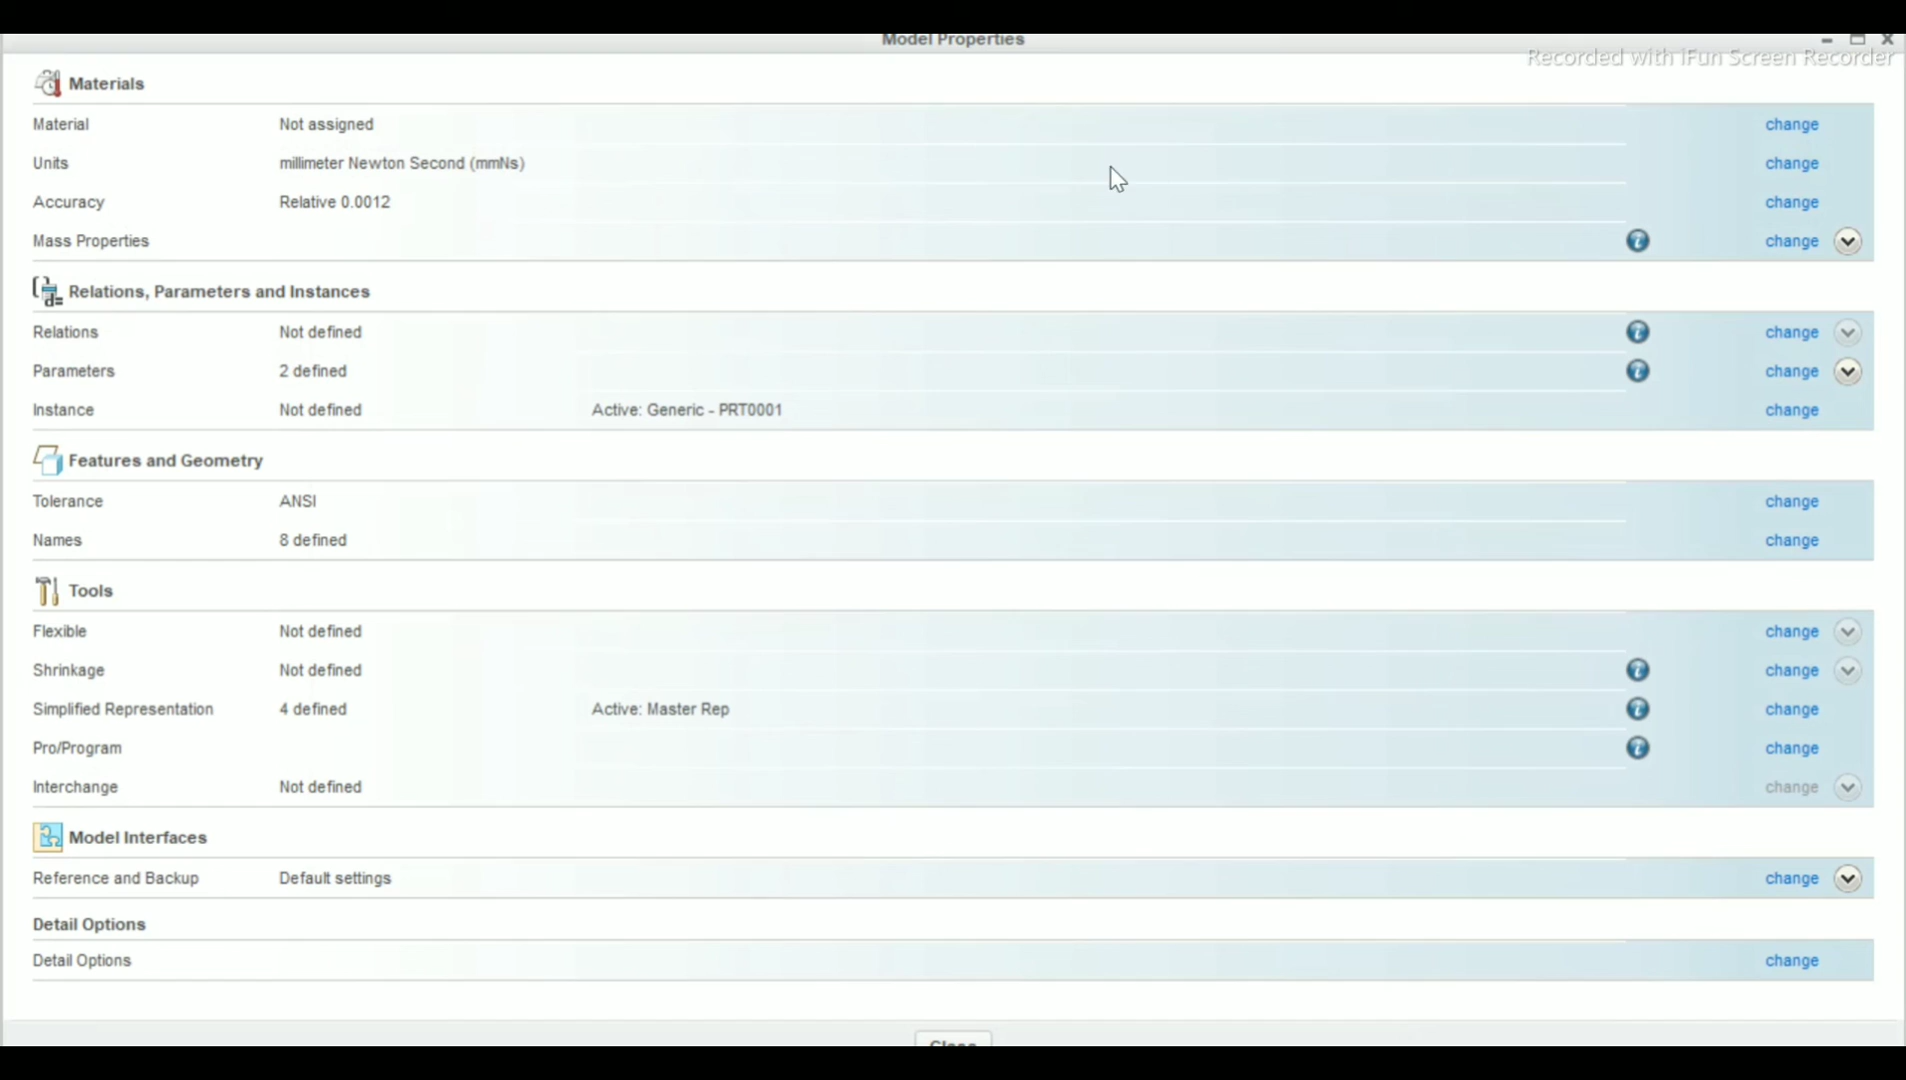 Model Properties
Recorded with iFun Screen Recorder
Materials
Material Not assigned change
Units millimeter Newton Second (mmNs) change
Accuracy Relative 0.0012 change
Mass Properties change
Relations, Parameters and Instances
Relations Not defined change
Parameters 2 defined change
Instance Not defined Active: Generic - PRT0001 change
Features and Geometry
Tolerance ANSI change
Names 8 defined change
Tools
Flexible Not defined change
Shrinkage Not defined change
Simplified Representation 4 defined Active: Master Rep change
Pro/Program change
Interchange Not defined change
Model Interfaces
Reference and Backup Default settings change
Detail Options
Detail Options change
Close